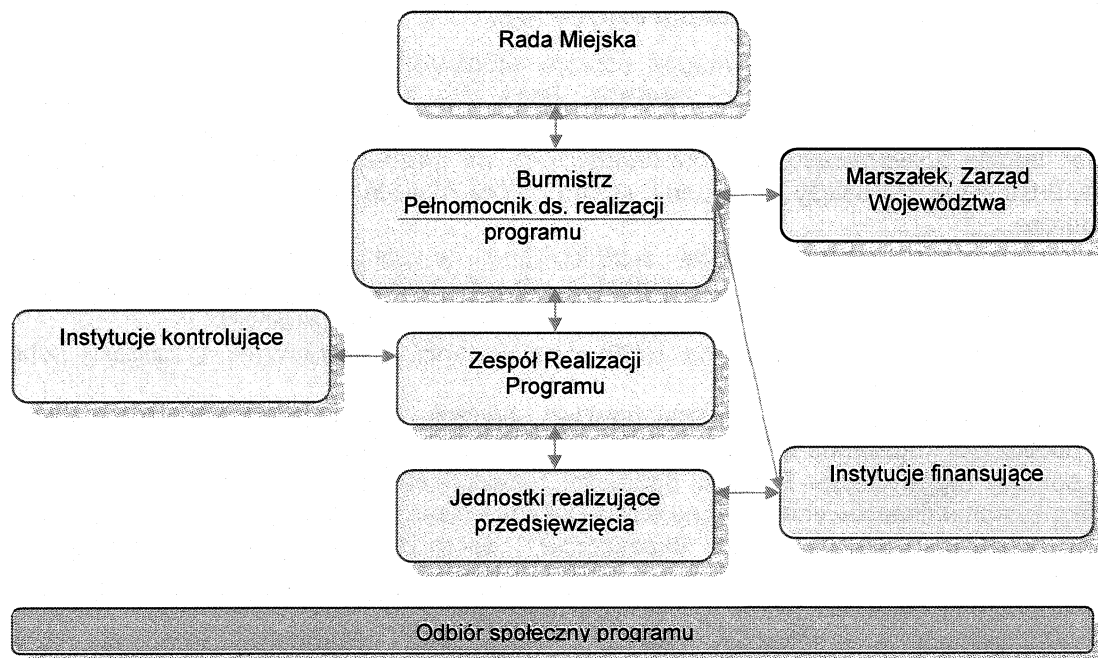 Rada Miejska
Burmistrz
Pełnomocnik ds. realizacji
programu
Marszałek, Zarząd
Województwa
Instytucje kontrolujące
Zespół Realizacji
Programu
Jednostki realizujące
przedsięwzięcia
Instytucje finansujące
Odbiór społeczny programu